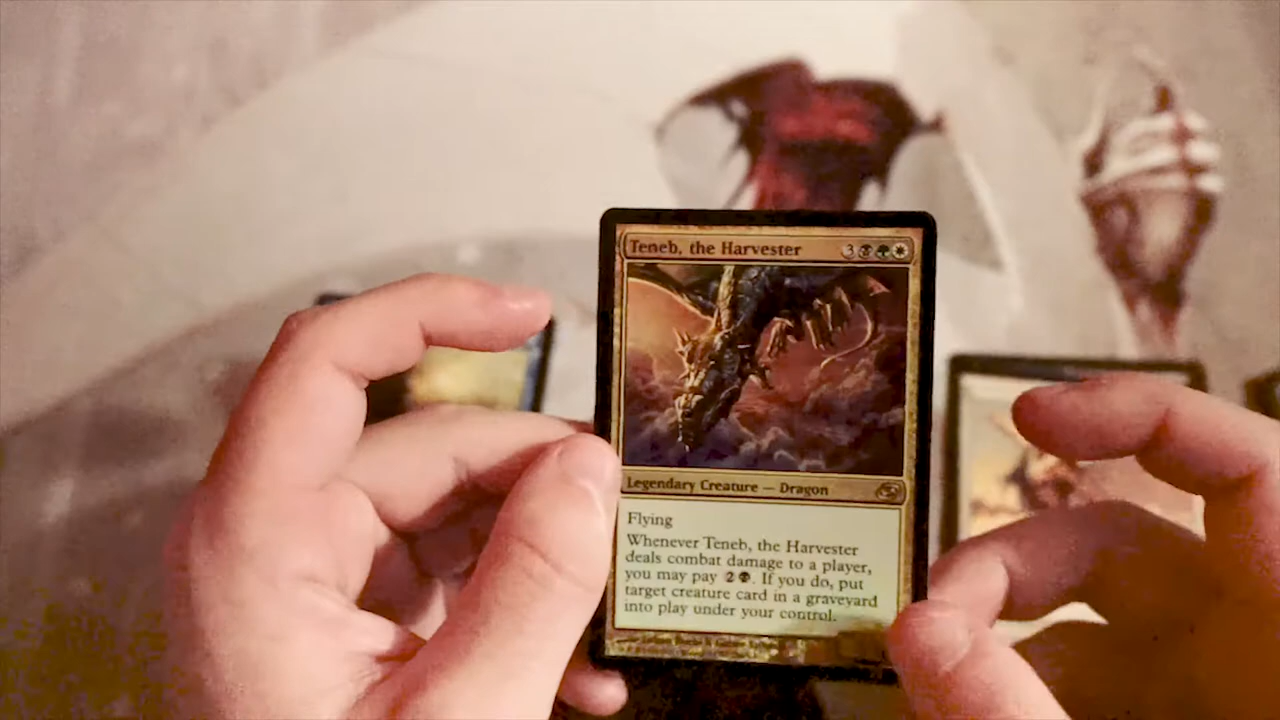 Teneb, the Harvester 3
Legendary Creature — Dragon
Flying
Whenever Teneb, the Harvester
deals combat damage to a player,
you may pay 2. If you do, put
target creature card in a graveyard
into play under your control.